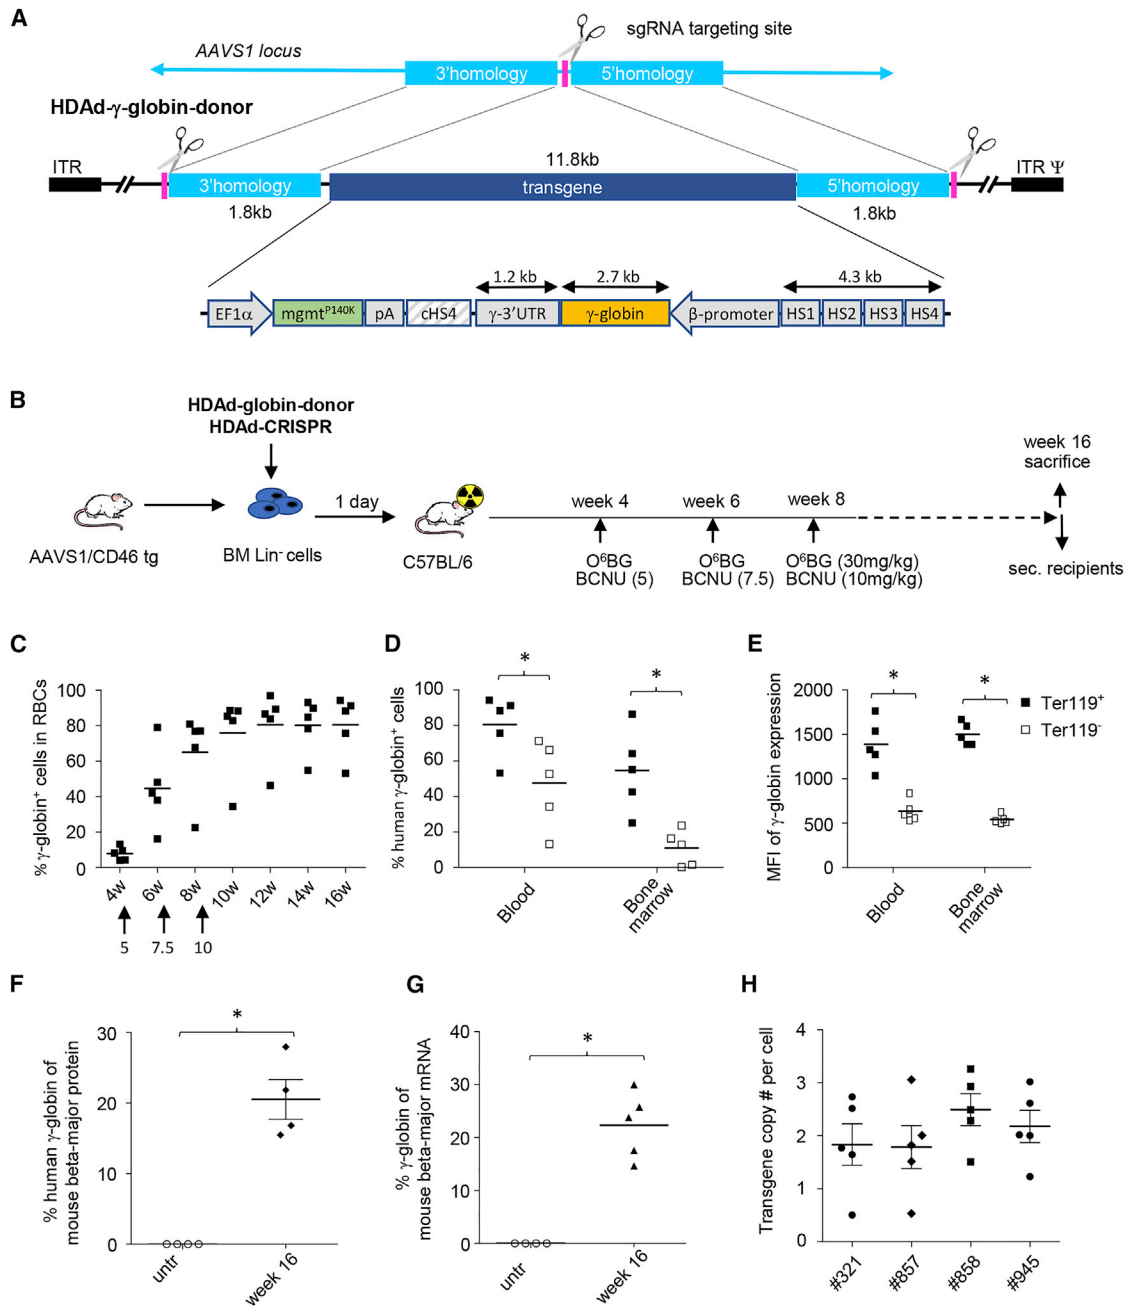 A
sgRNA targeting site
AAVS1 locus
3'homology
5'homology
HDAd-γ-globin-donor
ITR
11.8kb
ITR Ψ
3'homology
transgene
5'homology
1.8kb
1.8kb
1.2 kb
2.7 kb
4.3 kb
EF1α
mgmtP140K
pA
cHS4
γ-3'UTR
γ-globin
β-promoter
HS1
HS2
HS3
HS4
B
HDAd-globin-donor
HDAd-CRISPR
week 16
sacrifice
1 day
week 4
week 6
week 8
AAVS1/CD46 tg
BM Lin- cells
C57BL/6
O6BG
BCNU (5)
O6BG
BCNU (7.5)
O6BG (30mg/kg)
BCNU (10mg/kg)
sec. recipients
C
% γ-globin+ cells in RBCs
100
80
60
40
20
0
4w
6w
8w
10w
12w
14w
16w
5
7.5
10
D
% human γ-globin+ cells
100
80
60
40
20
0
*
*
Blood
Bone
marrow
E
MFI of γ-globin expression
2000
1500
1000
500
0
*
*
Ter119+
Ter119-
Blood
Bone
marrow
F
% human γ-globin of
mouse beta-major protein
30
20
10
0
*
untr
week 16
G
% γ-globin of
mouse beta-major mRNA
40
30
20
10
0
*
untr
week 16
H
Transgene copy # per cell
4
3
2
1
0
#321
#857
#858
#945